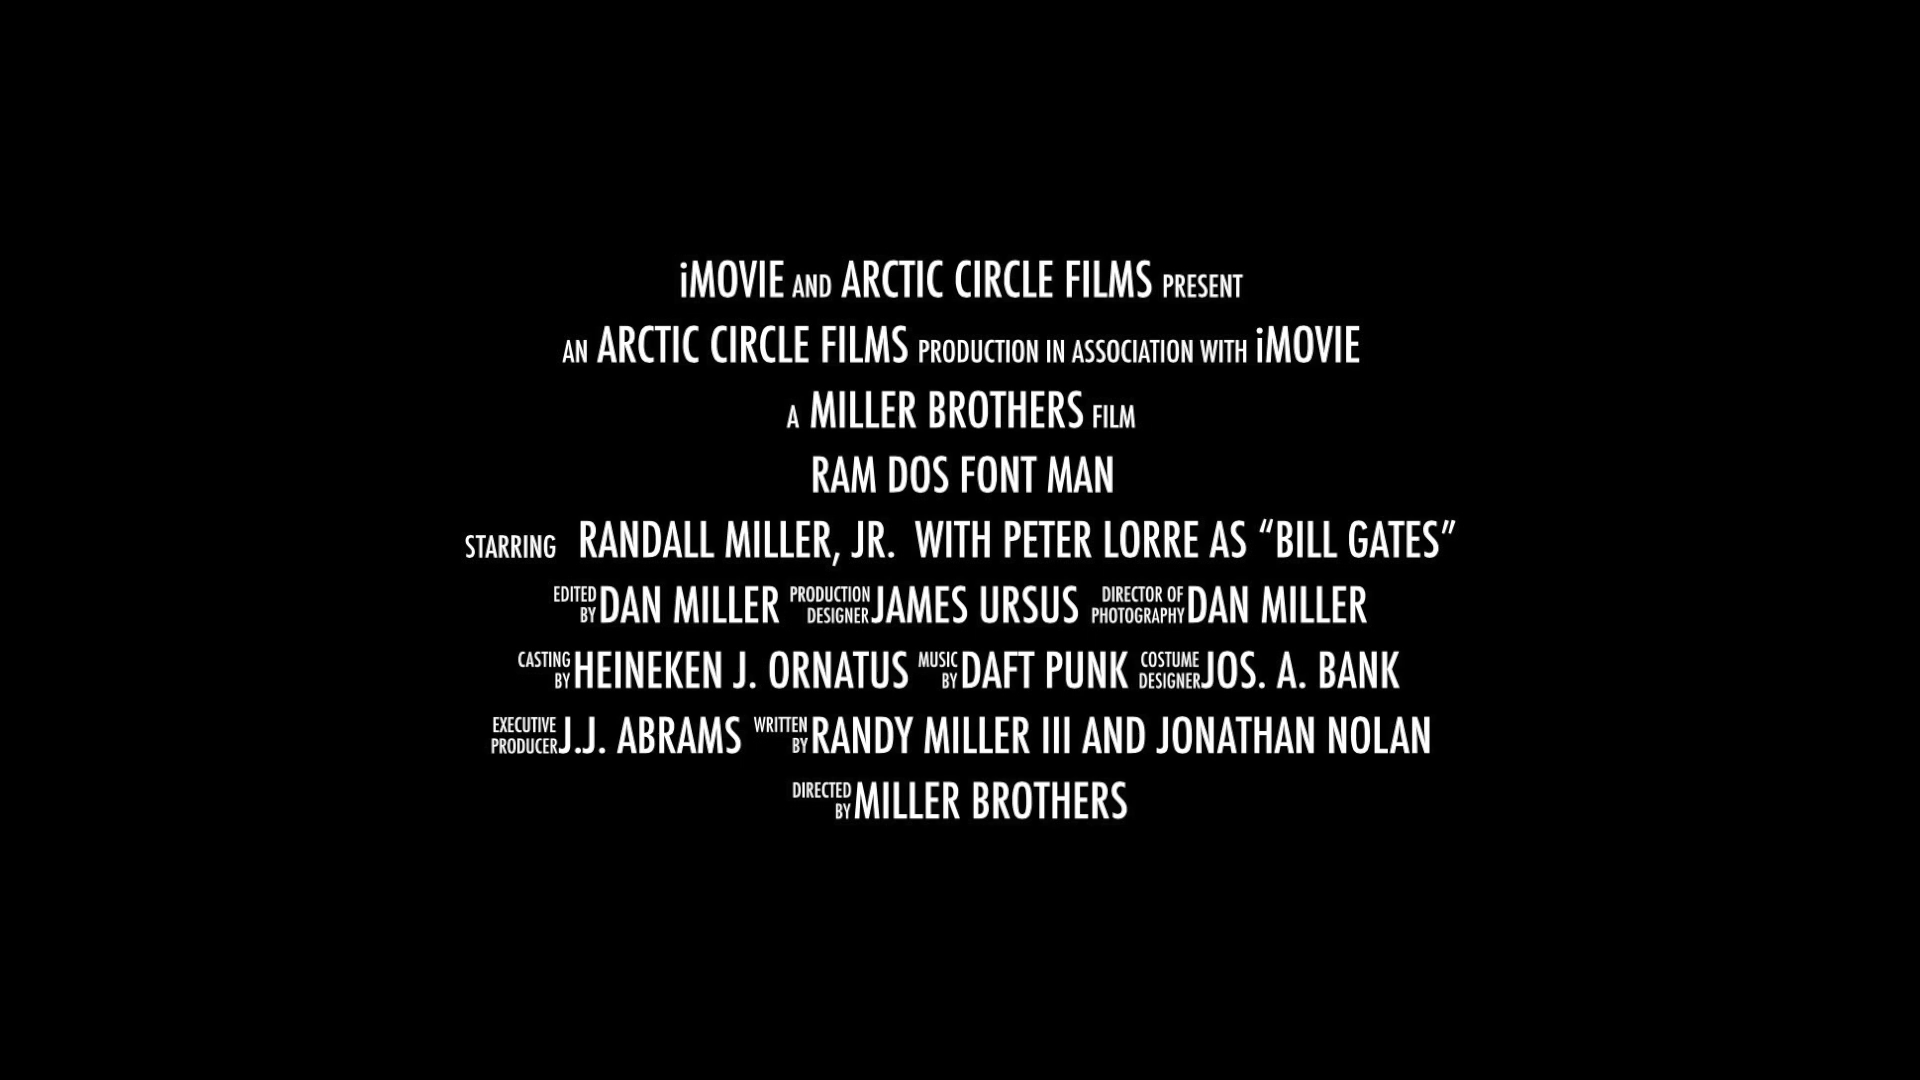 iMOVIE AND ARCTIC CIRCLE FILMS PRESENT
AN ARCTIC CIRCLE FILMS PRODUCTION IN ASSOCIATION WITH iMOVIE
A MILLER BROTHERS FILM
RAM DOS FONT MAN
STARRING RANDALL MILLER, JR. WITH PETER LORRE AS “BILL GATES”
EDITED BY DAN MILLER PRODUCTION DESIGNER JAMES URSUS DIRECTOR OF PHOTOGRAPHY DAN MILLER
CASTING BY HEINEKEN J. ORNATUS MUSIC BY DAFT PUNK COSTUME DESIGNER JOS. A. BANK
EXECUTIVE PRODUCER J.J. ABRAMS WRITTEN BY RANDY MILLER III AND JONATHAN NOLAN
DIRECTED BY MILLER BROTHERS